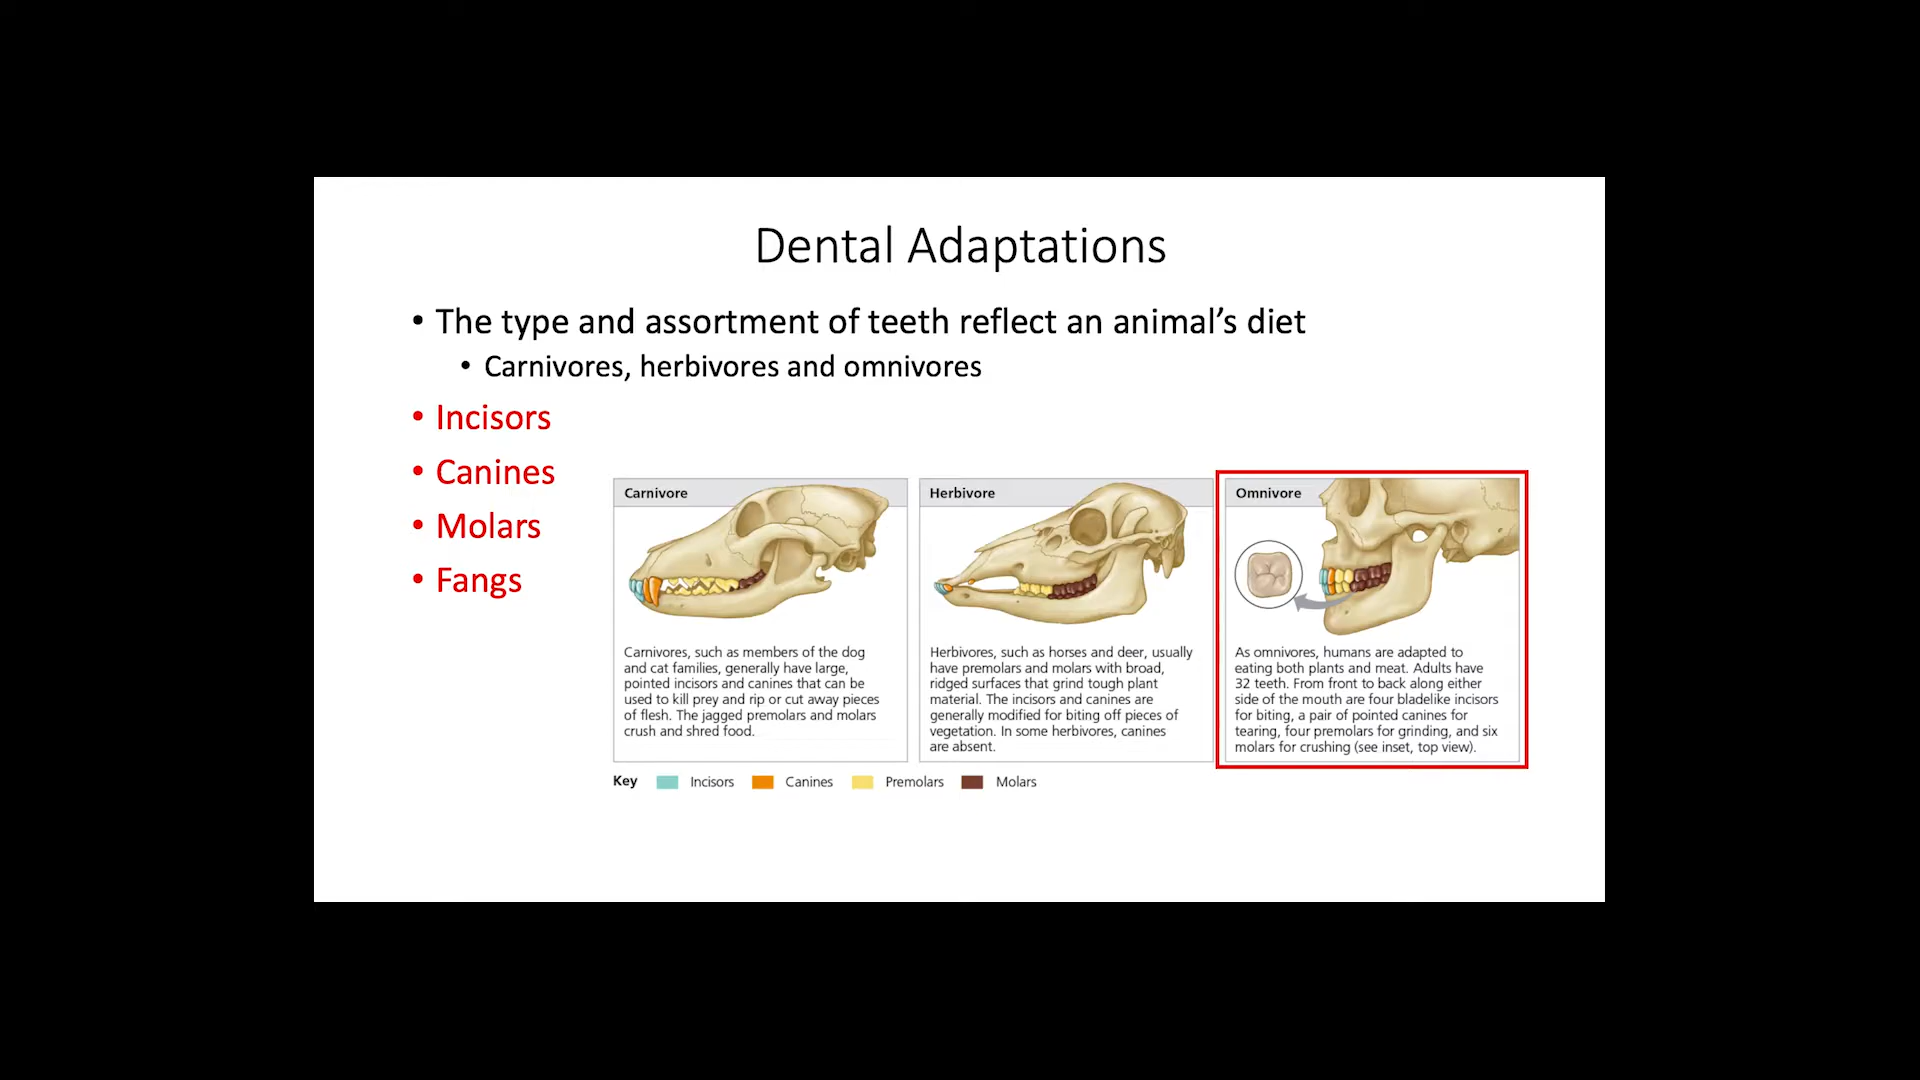 Dental Adaptations
• The type and assortment of teeth reflect an animal’s diet
• Carnivores, herbivores and omnivores
• Incisors
• Canines
• Molars
• Fangs
Carnivore
Carnivores, such as members of the dog
and cat families, generally have large,
pointed incisors and canines that can be
used to kill prey and rip or cut away pieces
of flesh. The jagged premolars and molars
crush and shred food.
Herbivore
Herbivores, such as horses and deer, usually
have premolars and molars with broad,
ridged surfaces that grind tough plant
material. The incisors and canines are
generally modified for biting off pieces of
vegetation. In some herbivores, canines
are absent.
Omnivore
As omnivores, humans are adapted to
eating both plants and meat. Adults have
32 teeth. From front to back along either
side of the mouth are four bladelike incisors
for biting, a pair of pointed canines for
tearing, four premolars for grinding, and six
molars for crushing (see inset, top view).
Key Incisors Canines Premolars Molars